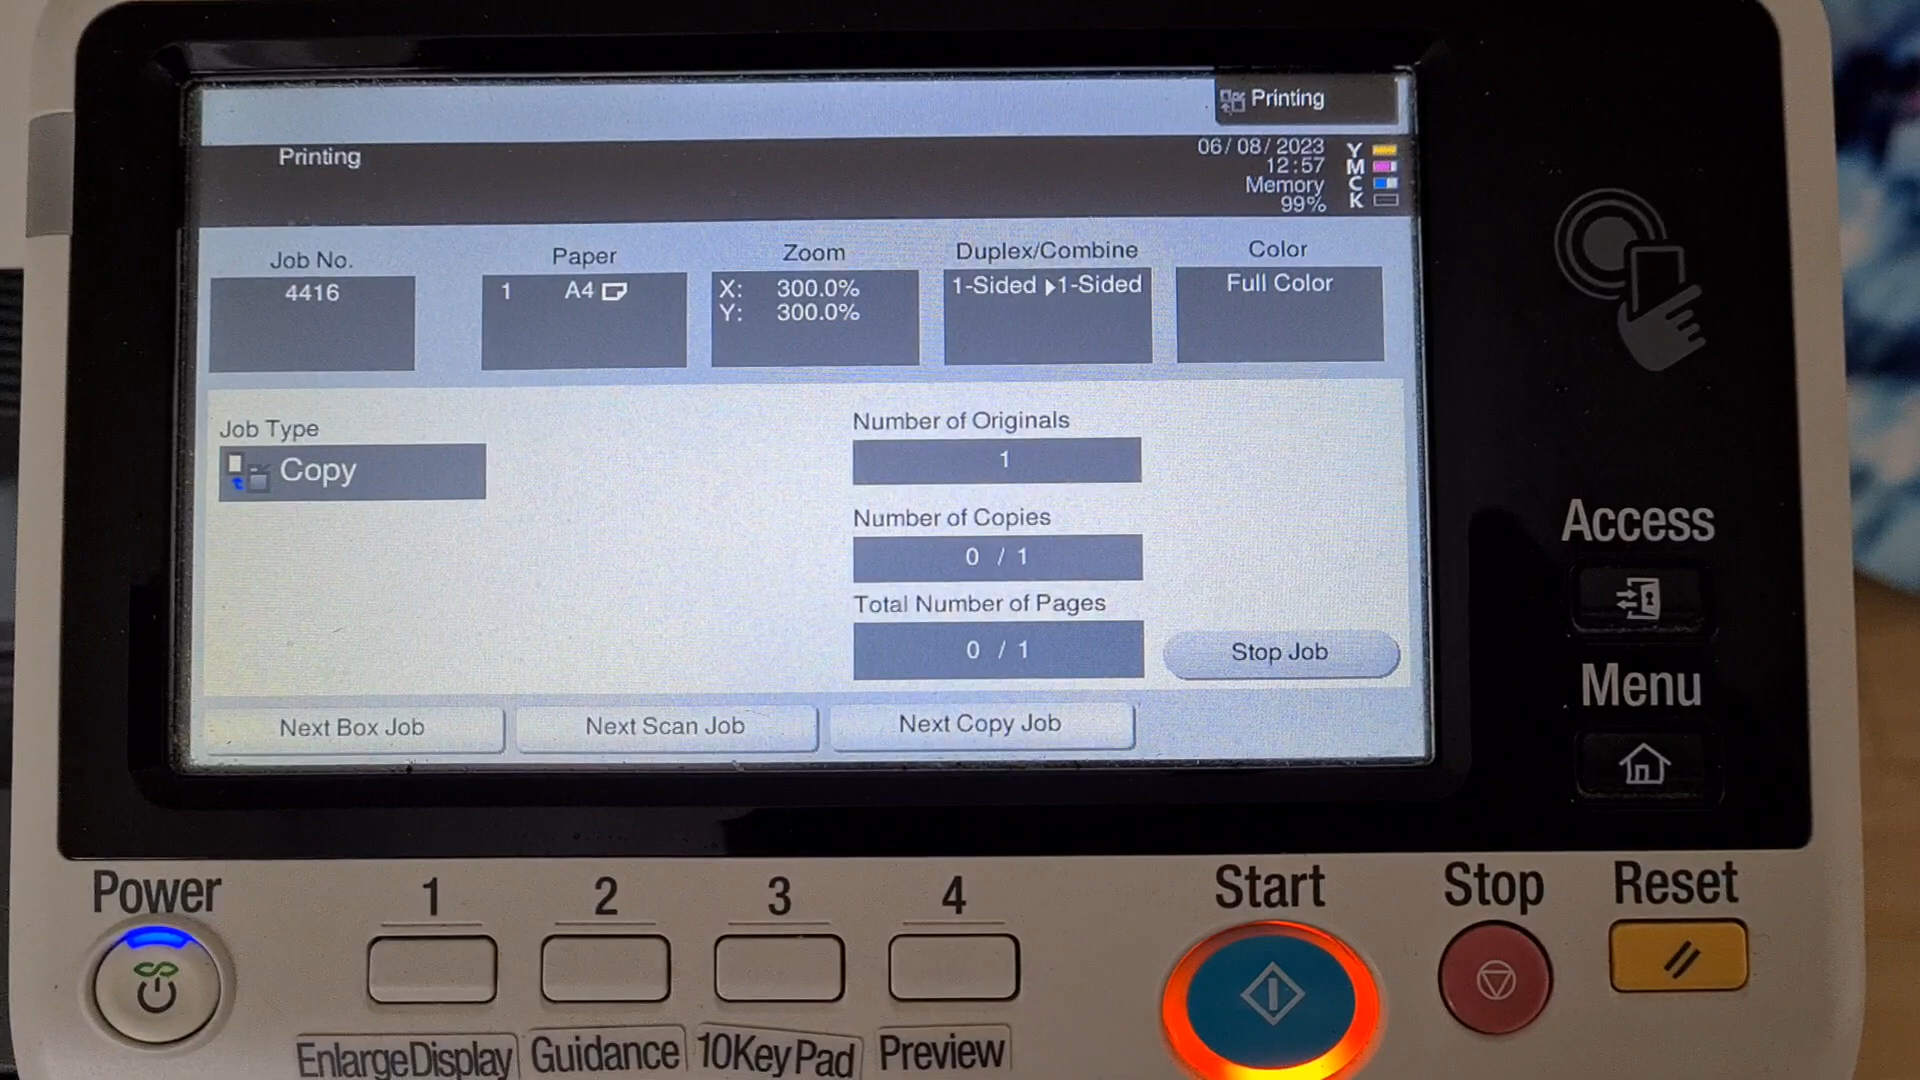 Printing
Printing
06/08/2023
12:57
Memory
99%
Y
M
C
K
Job No.
4416
Paper
1 A4
Zoom
X: 300.0%
Y: 300.0%
Duplex/Combine
1-Sided ▶1-Sided
Color
Full Color
Job Type
Copy
Number of Originals
1
Number of Copies
0 / 1
Total Number of Pages
0 / 1
Stop Job
Next Box Job
Next Scan Job
Next Copy Job
Access
Menu
Power
1
2
3
4
Start
Stop
Reset
Enlarge Display
Guidance
10 Key Pad
Preview